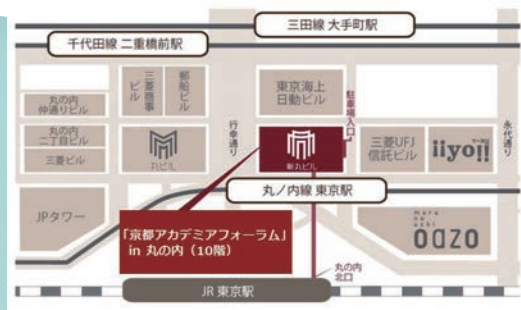 三田線 大手町駅
千代田線 二重橋前駅
丸の内
仲通りビル
三菱商事
ビル
郵船ビル
東京海上
日動ビル
駐車場入口
行幸通り
永代通り
丸の内
二丁目ビル
三菱ビル
丸ビル
新丸ビル
三菱UFJ
信託ビル
iiyo!!
丸ノ内線 東京駅
JPタワー
「京都アカデミアフォーラム」
in 丸の内（10階）
maru
no
uchi
OAZO
丸の内
北口
JR 東京駅